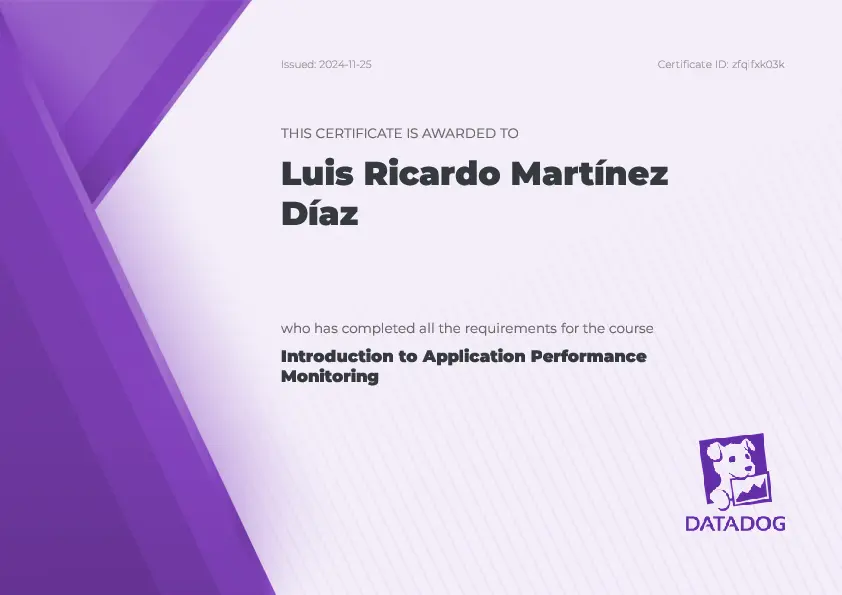 Issued: 2024-11-25
Certificate ID: zfqifxk03k
THIS CERTIFICATE IS AWARDED TO
Luis Ricardo Martínez
Díaz
who has completed all the requirements for the course
Introduction to Application Performance
Monitoring
DATADOG